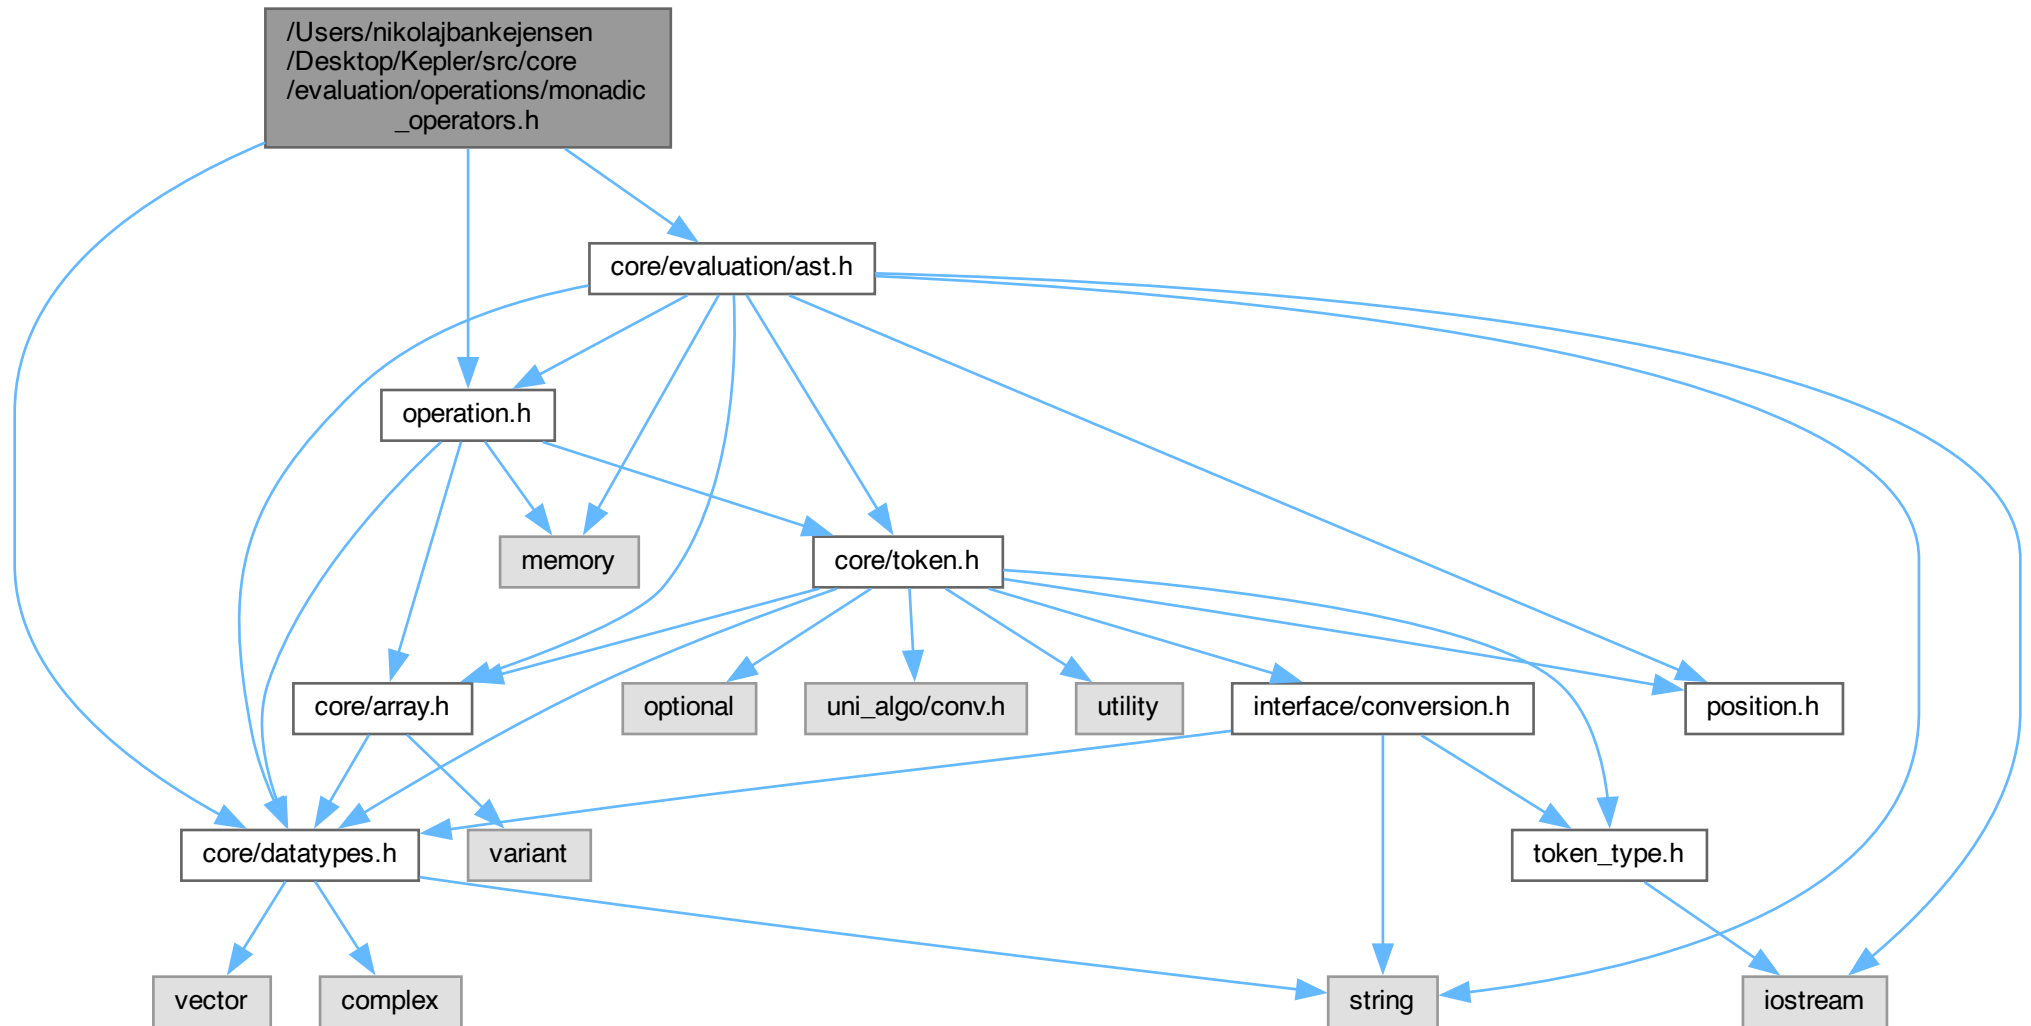 /Users/nikolajbankejensen
/Desktop/Kepler/src/core
/evaluation/operations/monadic
_operators.h
core/evaluation/ast.h
operation.h
memory
core/token.h
core/array.h
optional
uni_algo/conv.h
utility
interface/conversion.h
position.h
core/datatypes.h
variant
token_type.h
vector
complex
string
iostream